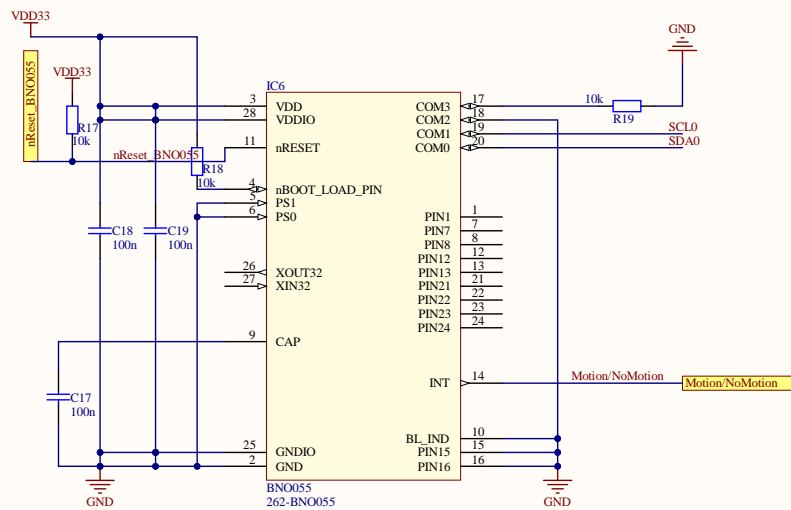 VDD33
GND
nReset_BNO055
VDD33
R17
10k
nReset_BNO055
R18
10k
IC6
3 VDD
28 VDDIO
11 nRESET
4 nBOOT_LOAD_PIN
5 PS1
6 PS0
26 XOUT32
27 XIN32
9 CAP
25 GNDIO
2 GND
COM3 17
COM2 18
COM1 19
COM0 20
PIN1 1
PIN7 7
PIN8 8
PIN12 12
PIN13 13
PIN21 21
PIN22 22
PIN23 23
PIN24 24
INT 14
BL_IND 10
PIN15 15
PIN16 16
10k
R19
SCL0
SDA0
C18
100n
C19
100n
C17
100n
Motion/NoMotion
Motion/NoMotion
GND
BNO055
262-BNO055
GND